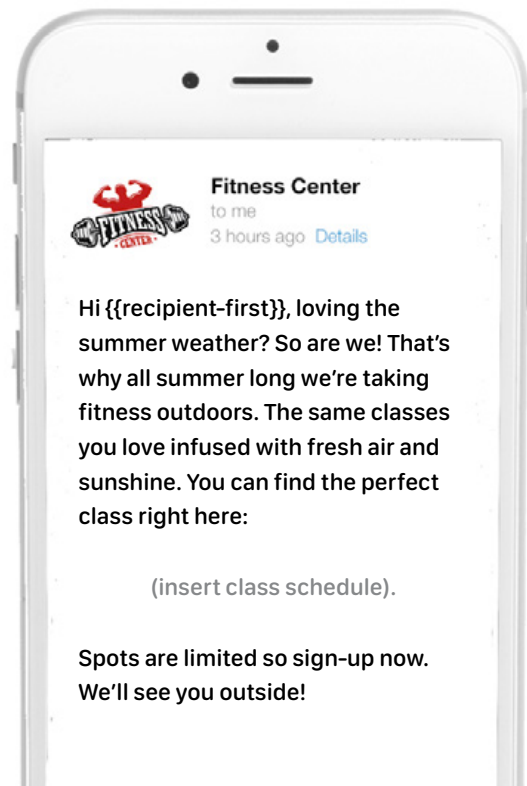 FITNESS
CENTER
Fitness Center
to me
3 hours ago Details
Hi {{recipient-first}}, loving the
summer weather? So are we! That's
why all summer long we're taking
fitness outdoors. The same classes
you love infused with fresh air and
sunshine. You can find the perfect
class right here:
(insert class schedule).
Spots are limited so sign-up now.
We'll see you outside!